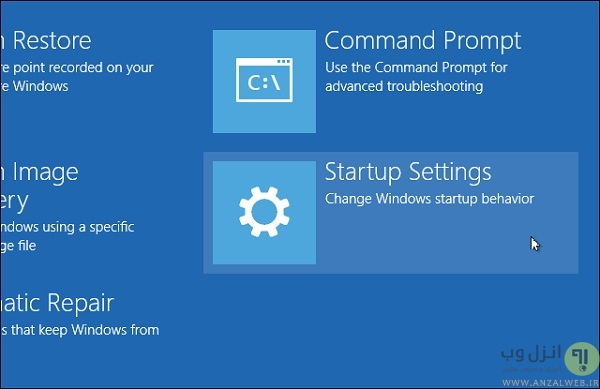 n Restore
re point recorded on your
re Windows
n Image
ery
ndows using a specific
ge file
natic Repair
s that keep Windows from
Command Prompt
Use the Command Prompt for
advanced troubleshooting
C:\
Startup Settings
Change Windows startup behavior
انزل وب
WWW.ANZALWEB.IR